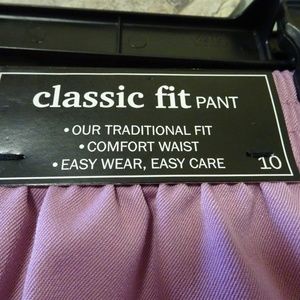 classic fit PANT
• OUR TRADITIONAL FIT
• COMFORT WAIST
• EASY WEAR, EASY CARE
10